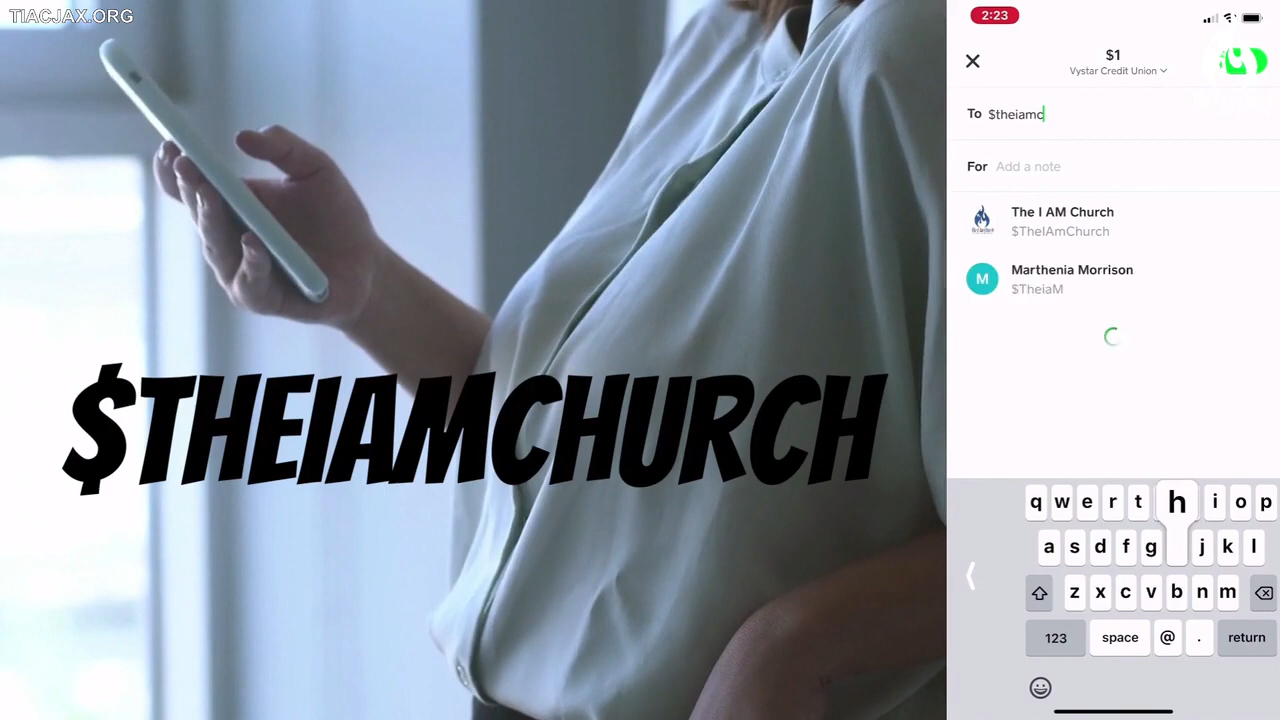 TIACJAX.ORG
$THEIAMCHURCH
2:23
$1
Vystar Credit Union
To $theiamc
For Add a note
The I AM Church
$TheIAmChurch
M
Marthenia Morrison
$TheiaM
q w e r t h i o p
a s d f g j k l
z x c v b n m
123 space @ . return